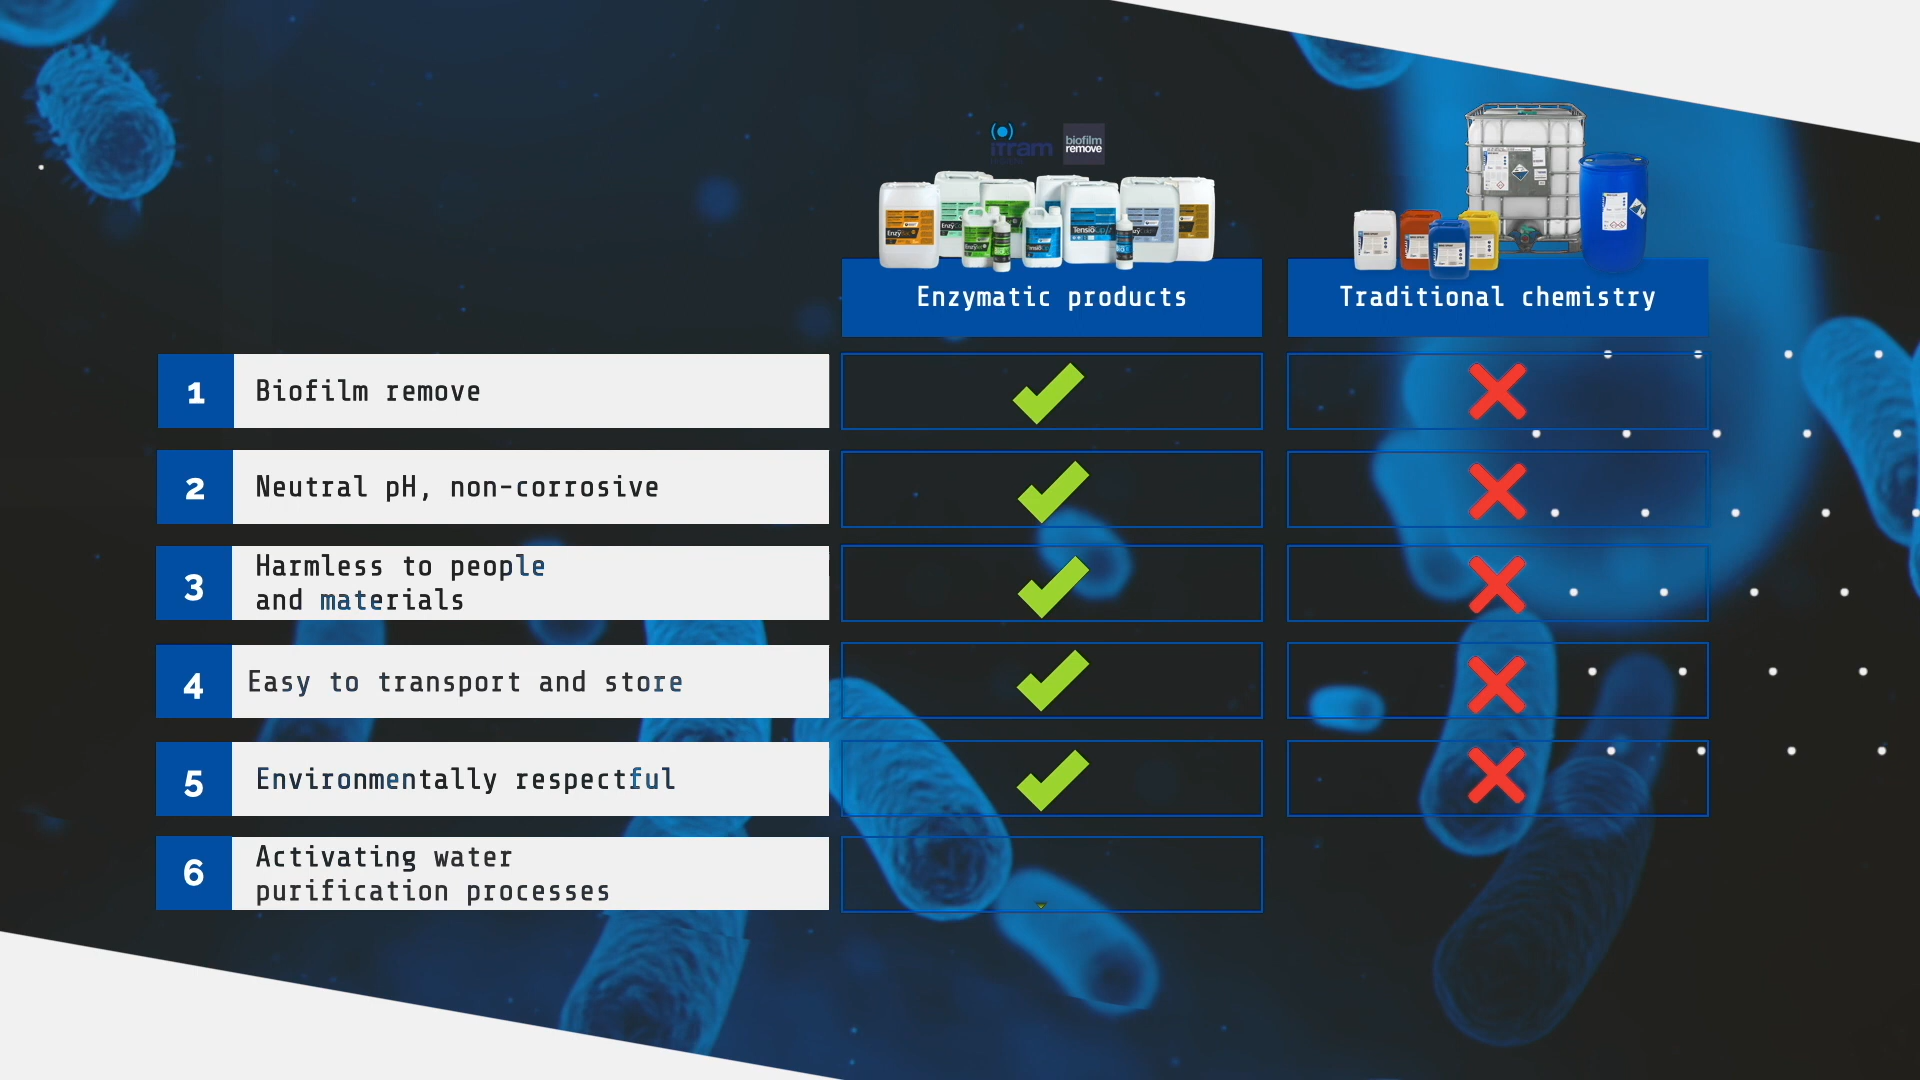 itram
biofilm
remove
Enzymatic products
Traditional chemistry
1 Biofilm remove
2 Neutral pH, non-corrosive
3 Harmless to people
and materials
4 Easy to transport and store
5 Environmentally respectful
6 Activating water
purification processes